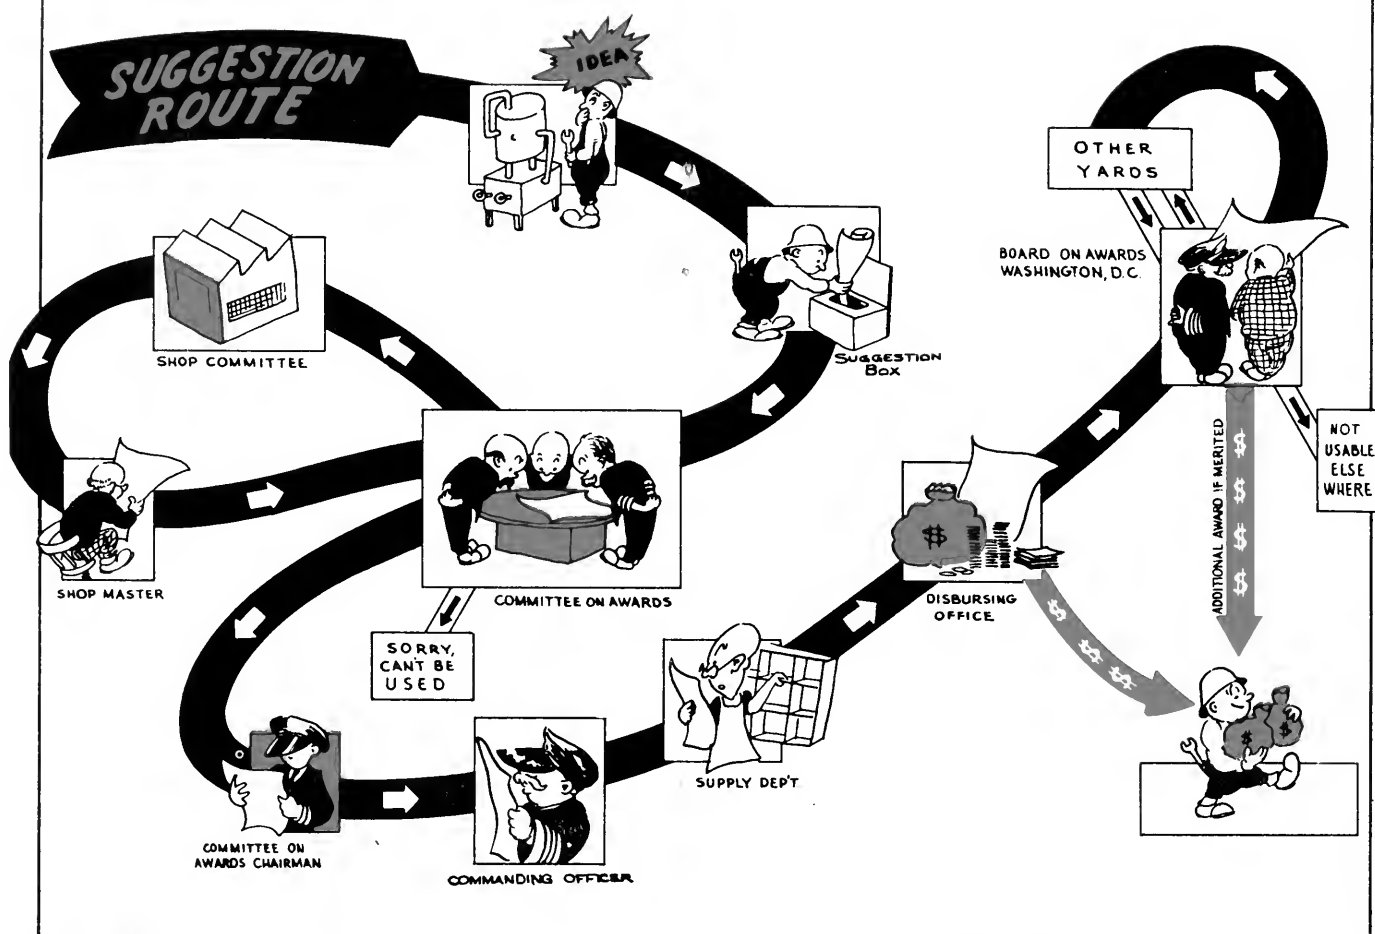 SUGGESTION
ROUTE
IDEA
SUGGESTION
BOX
SHOP COMMITTEE
SHOP MASTER
COMMITTEE ON AWARDS
SORRY,
CAN'T BE
USED
COMMITTEE ON
AWARDS CHAIRMAN
COMMANDING OFFICER
SUPPLY DEP'T.
$
DISBURSING
OFFICE
$
$
$
OTHER
YARDS
BOARD ON AWARDS
WASHINGTON, D.C.
NOT
USABLE
ELSE
WHERE
ADDITIONAL AWARD IF MERITED
$
$
$
$
$
$